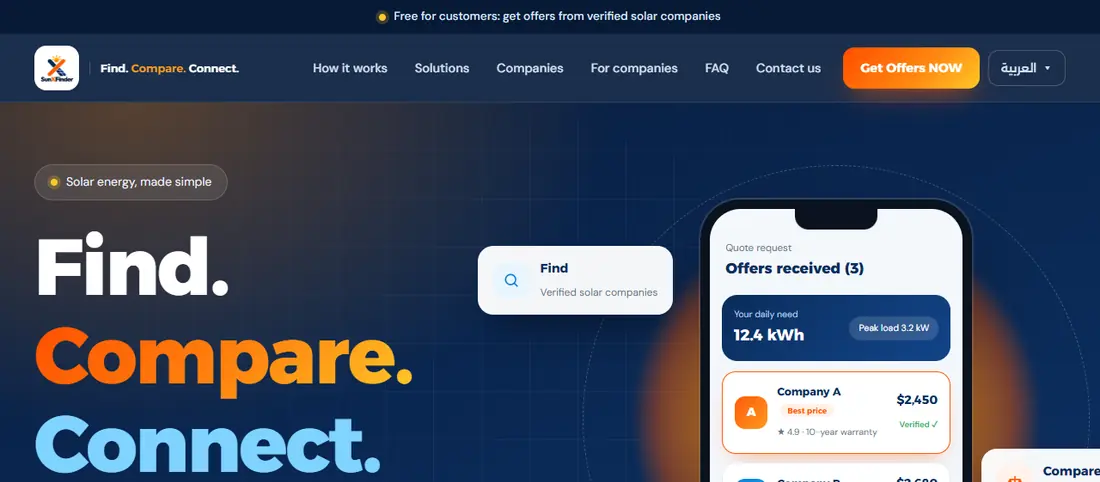 Free for customers: get offers from verified solar companies
SunXFinder
Find. Compare. Connect.
How it works
Solutions
Companies
For companies
FAQ
Contact us
Get Offers NOW
العربية
Solar energy, made simple
Find.
Compare.
Connect.
Find
Verified solar companies
Quote request
Offers received (3)
Your daily need
12.4 kWh
Peak load 3.2 kW
A
Company A
Best price
★ 4.9 · 10-year warranty
$2,450
Verified ✓
Compare